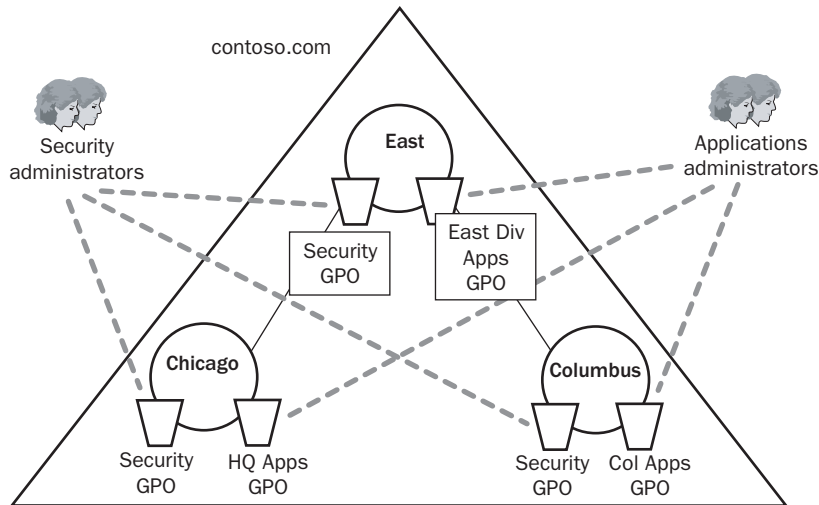 contoso.com
Security
administrators
Applications
administrators
East
Security
GPO
East Div
Apps
GPO
Chicago
Columbus
Security
GPO
HQ Apps
GPO
Security
GPO
Col Apps
GPO